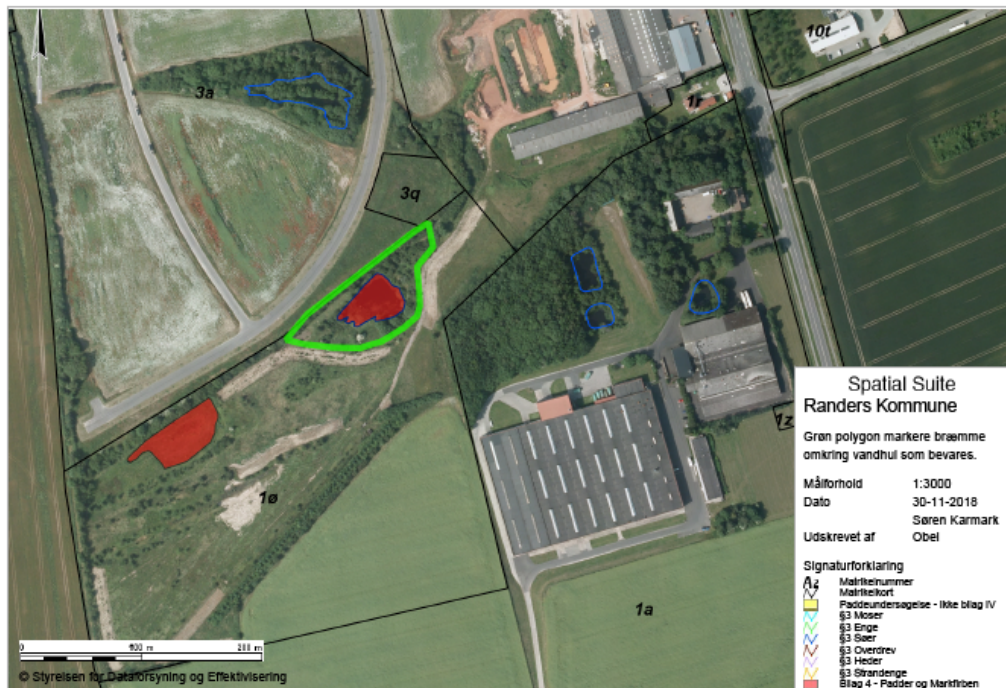 10t
3a
1r
3q
1z
1ø
1a
Spatial Suite
Randers Kommune
Grøn polygon markere bræmme
omkring vandhul som bevares.
Målforhold 1:3000
Dato 30-11-2018
Søren Karmark
Udskrevet af Obel
Signaturforklaring
Matrikelnummer
Matrikelkort
Paddeundersøgelse - ikke bilag IV
§3 Moser
§3 Enge
§3 Søer
§3 Overdrev
§3 Heder
§3 Strandenge
Bilag 4 - Padder og Markfirben
0 100 m 200 m
© Styrelsen for Dataforsyning og Effektivisering